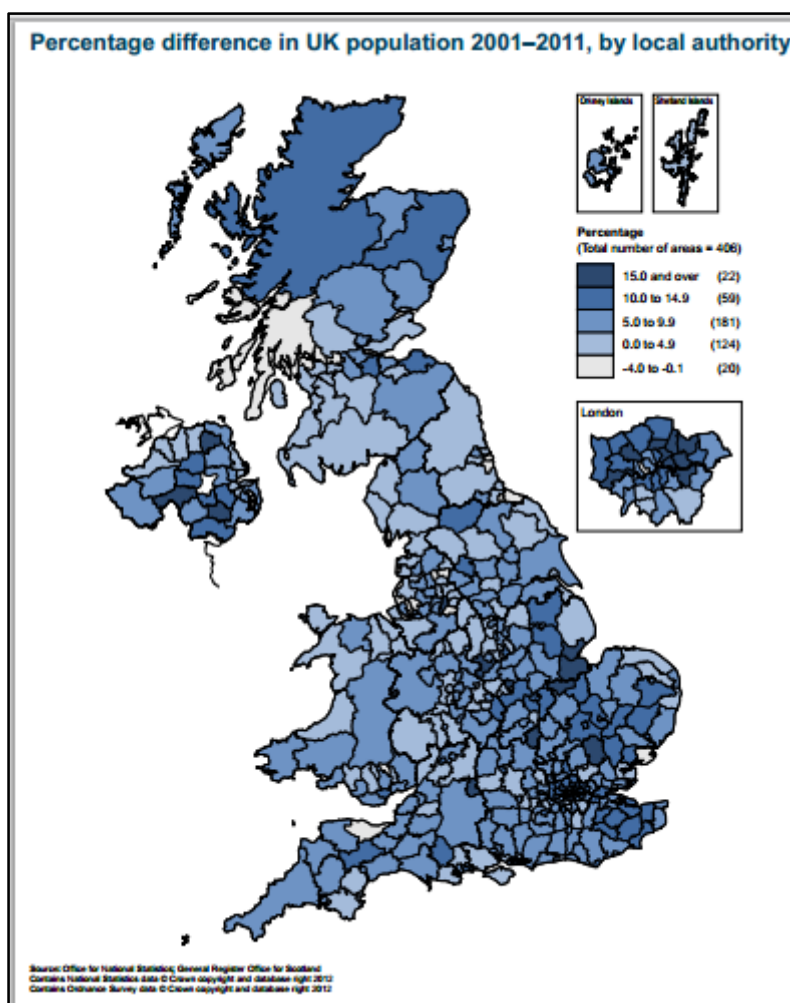 Percentage difference in UK population 2001–2011, by local authority
Orkney Islands
Shetland Islands
Percentage
(Total number of areas = 406)
15.0 and over (22)
10.0 to 14.9 (59)
5.0 to 9.9 (181)
0.0 to 4.9 (124)
-4.0 to -0.1 (20)
London
Source: Office for National Statistics; General Register Office for Scotland
Contains National Statistics data © Crown copyright and database right 2012
Contains Ordnance Survey data © Crown copyright and database right 2012